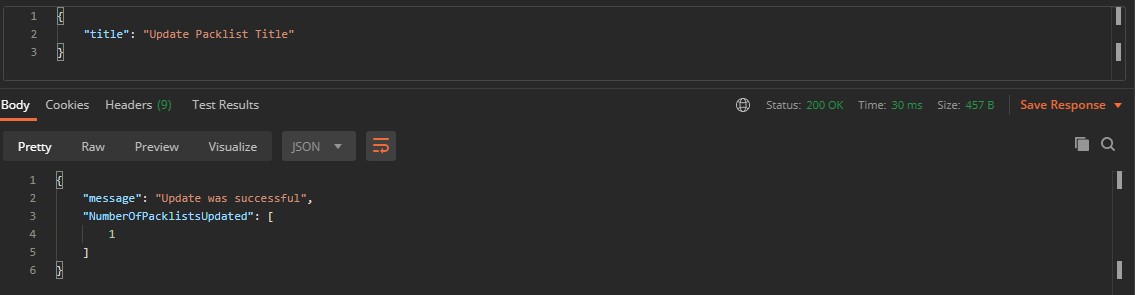 1 {
2 "title": "Update Packlist Title"
3 }
Body Cookies Headers (9) Test Results Status: 200 OK Time: 30 ms Size: 457 B Save Response
Pretty Raw Preview Visualize JSON
1 {
2 "message": "Update was successful",
3 "NumberOfPacklistsUpdated": [
4 1
5 ]
6 }